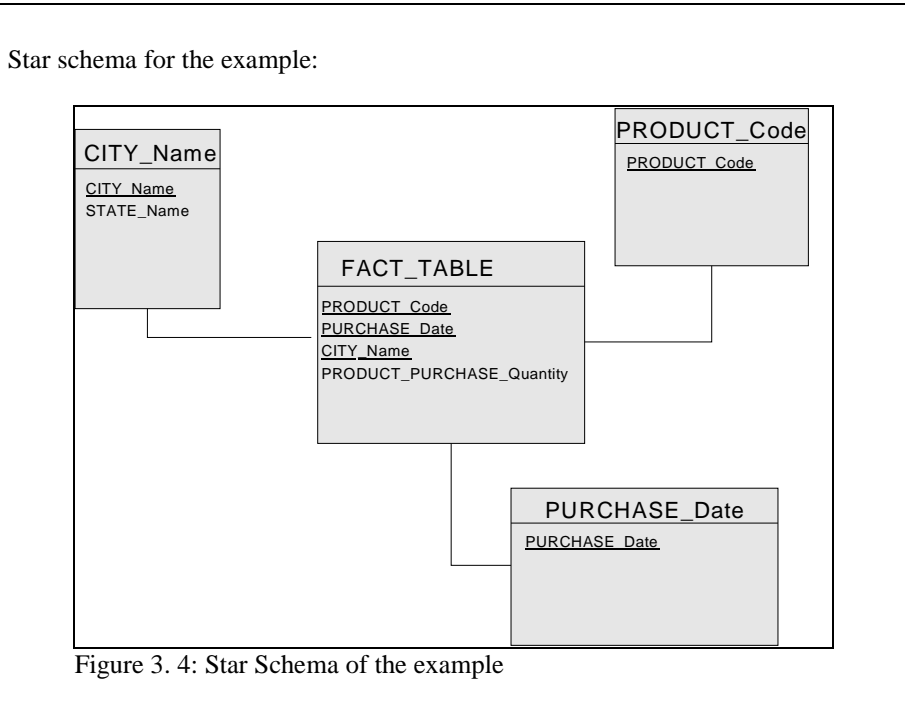 Star schema for the example:
CITY_Name
CITY_Name
STATE_Name
PRODUCT_Code
PRODUCT_Code
FACT_TABLE
PRODUCT_Code
PURCHASE_Date
CITY_Name
PRODUCT_PURCHASE_Quantity
PURCHASE_Date
PURCHASE_Date
Figure 3. 4: Star Schema of the example